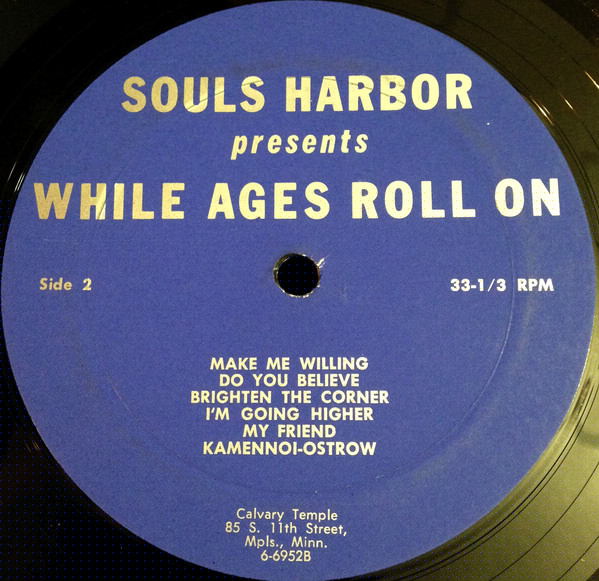 SOULS HARBOR
presents
WHILE AGES ROLL ON
Side 2
33-1/3 RPM
MAKE ME WILLING
DO YOU BELIEVE
BRIGHTEN THE CORNER
I'M GOING HIGHER
MY FRIEND
KAMENNOI-OSTROW
Calvary Temple
85 S. 11th Street,
Mpls., Minn.
6-6952B